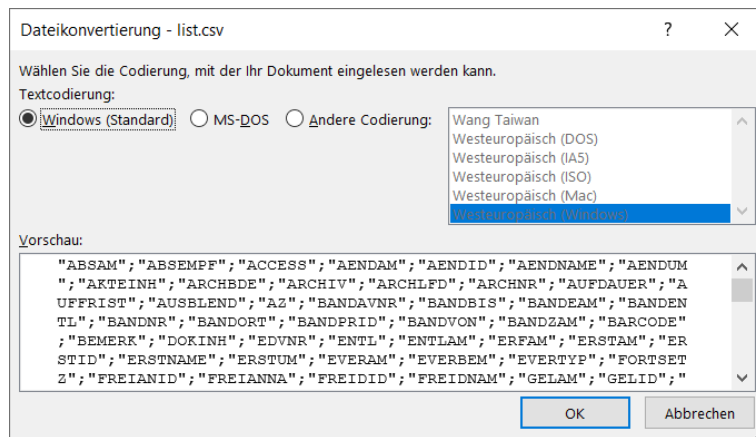 Dateikonvertierung - list.csv
?
Wählen Sie die Codierung, mit der Ihr Dokument eingelesen werden kann.
Textcodierung:
Windows (Standard) MS-DOS Andere Codierung:
Wang Taiwan
Westeuropäisch (DOS)
Westeuropäisch (IA5)
Westeuropäisch (ISO)
Westeuropäisch (Mac)
Westeuropäisch (Windows)
Vorschau:
"ABSAM";"ABSEMPF";"ACCESS";"AENDAM";"AENDID";"AENDNAME";"AENDUM
";"AKTEINH";"ARCHBDE";"ARCHIV";"ARCHLFD";"ARCHNR";"AUFDAUER";"A
UFFRIST";"AUSBLEND";"AZ";"BANDAVNR";"BANDBIS";"BANDEAM";"BANDEN
TL";"BANDNR";"BANDORT";"BANDPRID";"BANDVON";"BANDZAM";"BARCODE"
;"BEMERK";"DOKINH";"EDVNR";"ENTL";"ENTLAM";"ERFAM";"ERSTAM";"ER
STID";"ERSTNAME";"ERSTUM";"EVERAM";"EVERBEM";"EVERTYP";"FORTSET
Z";"FREIANID";"FREIANNA";"FREIDID";"FREIDNAM";"GELAM";"GELID";"
OK Abbrechen